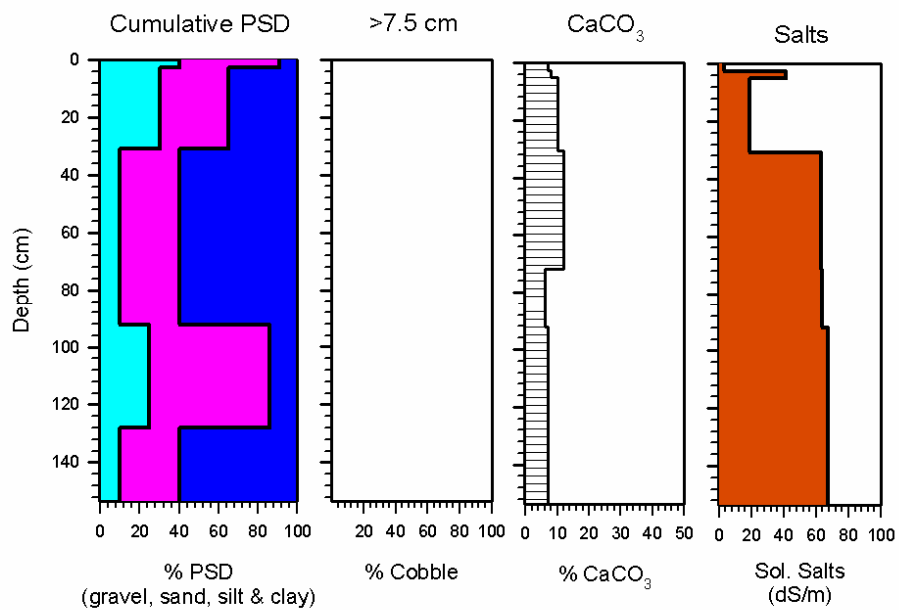 Cumulative PSD
>7.5 cm
CaCO₃
Salts
Depth (cm)
0
20
40
60
80
100
120
140
0 20 40 60 80 100
0 20 40 60 80 100
0 10 20 30 40 50
0 20 40 60 80 100
% PSD
(gravel, sand, silt & clay)
% Cobble
% CaCO₃
Sol. Salts
(dS/m)